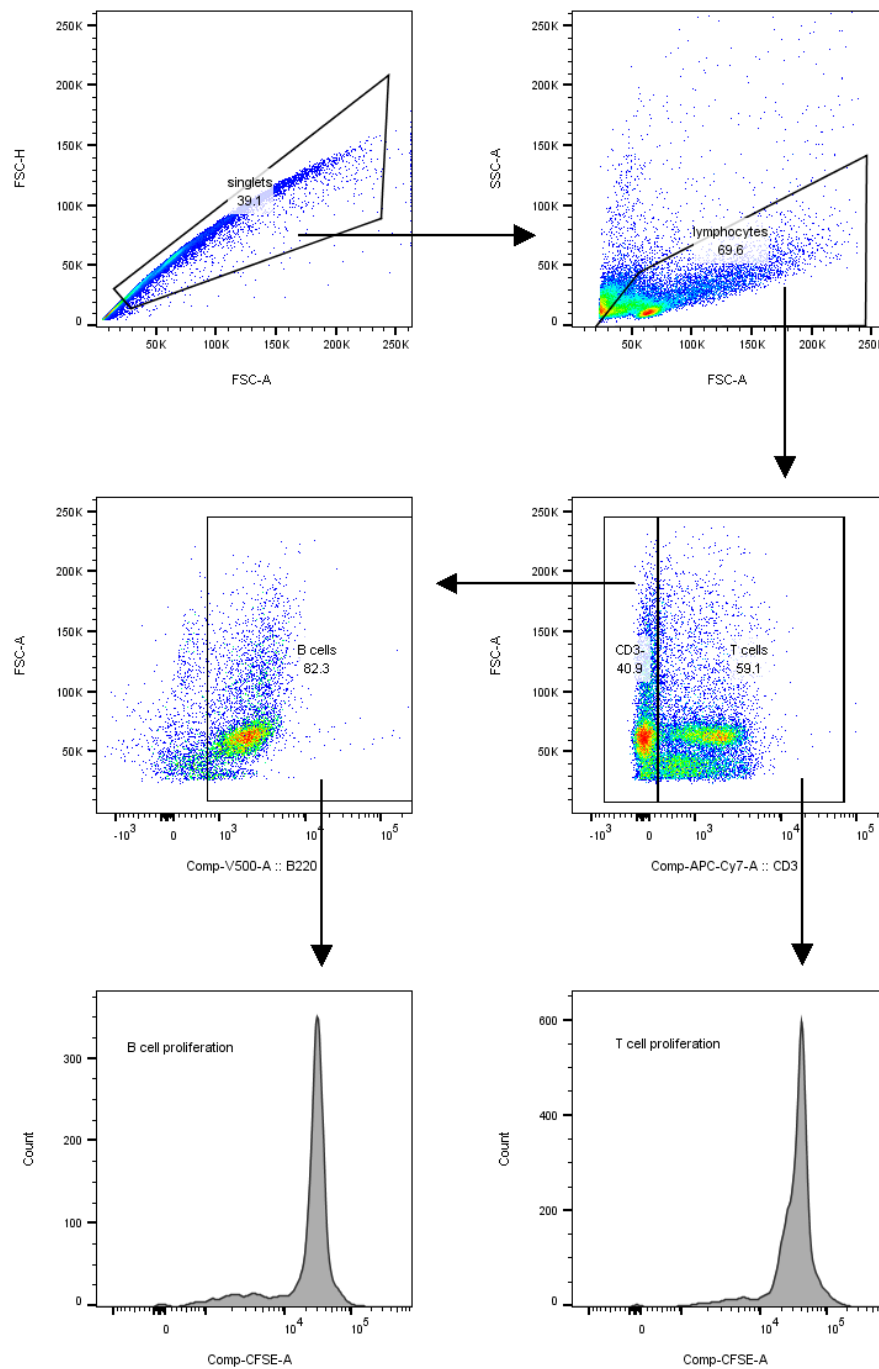 250K
200K
150K
100K
50K
0
FSC-H
singlets
39.1
50K 100K 150K 200K 250K
FSC-A
250K
200K
150K
100K
50K
0
SSC-A
lymphocytes
69.6
50K 100K 150K 200K 250K
FSC-A
250K
200K
150K
100K
50K
0
FSC-A
B cells
82.3
-10³ 0 10³ 10⁴ 10⁵
Comp-V500-A :: B220
250K
200K
150K
100K
50K
0
FSC-A
CD3-
40.9
T cells
59.1
-10³ 0 10³ 10⁴ 10⁵
Comp-APC-Cy7-A :: CD3
300
200
100
0
Count
B cell proliferation
0 10⁴ 10⁵
Comp-CFSE-A
600
400
200
0
Count
T cell proliferation
0 10⁴ 10⁵
Comp-CFSE-A